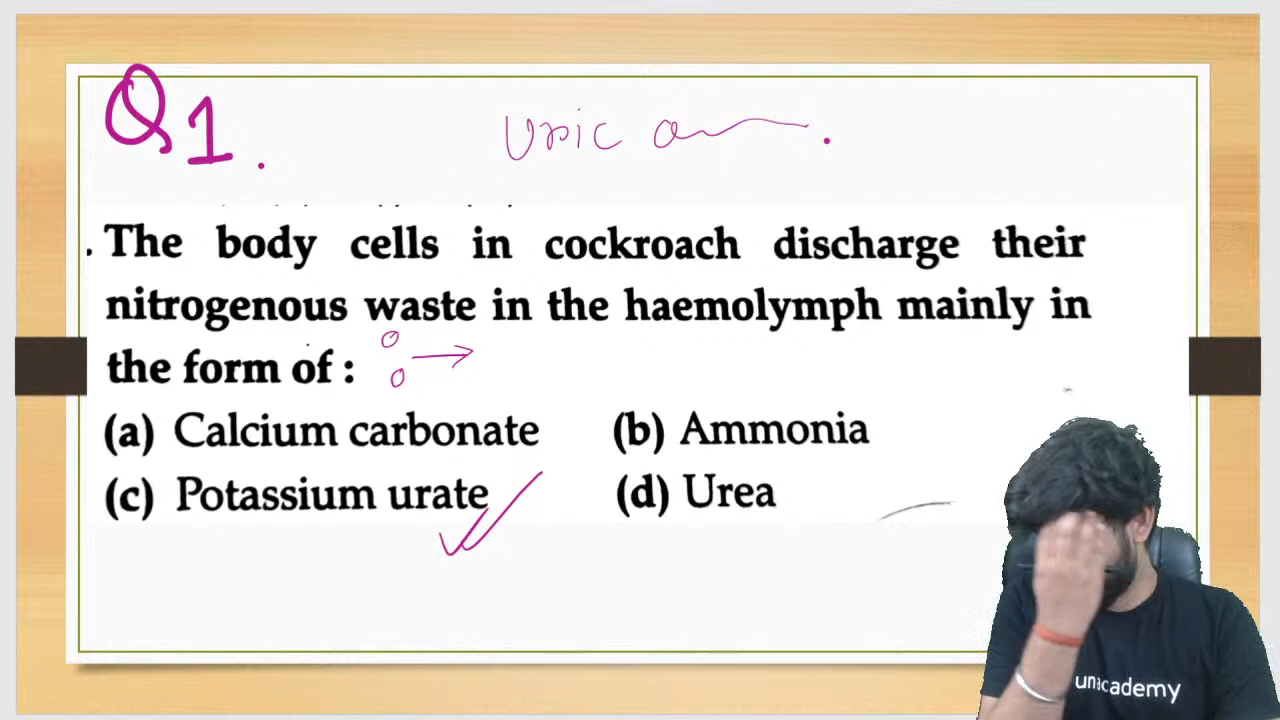 Q1.
Uric
. The body cells in cockroach discharge their
nitrogenous waste in the haemolymph mainly in
the form of :
(a) Calcium carbonate (b) Ammonia
(c) Potassium urate (d) Urea
unacademy